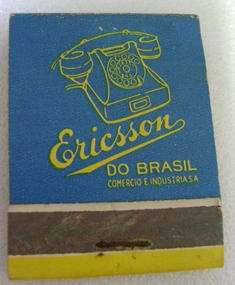 Ericsson
DO BRASIL
COMERCIO E INDUSTRIA S.A